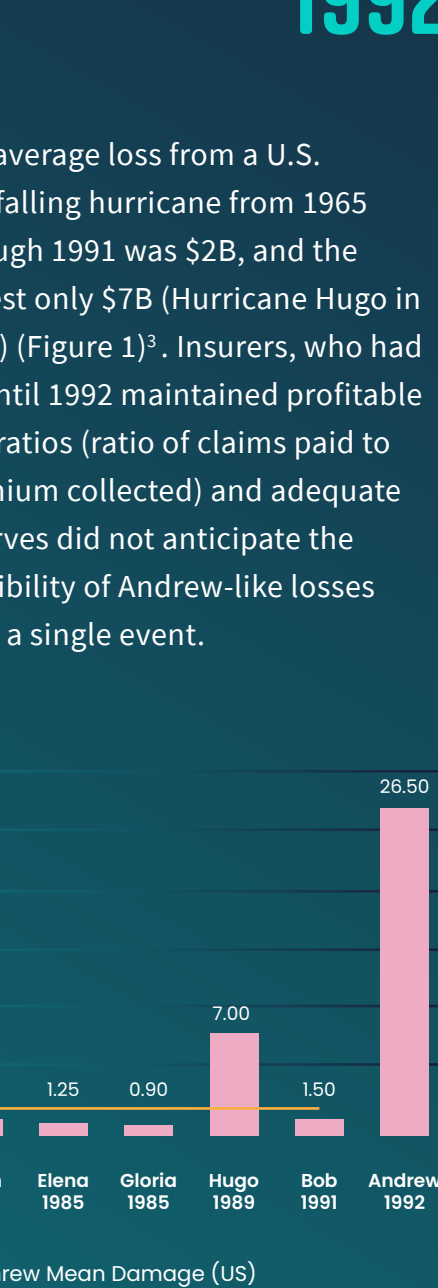 1992
average loss from a U.S.
falling hurricane from 1965
ugh 1991 was $2B, and the
est only $7B (Hurricane Hugo in
) (Figure 1)³. Insurers, who had
ntil 1992 maintained profitable
ratios (ratio of claims paid to
nium collected) and adequate
rves did not anticipate the
ibility of Andrew-like losses
a single event.
26.50
7.00
1.25 0.90 1.50
Elena Gloria Hugo Bob Andrew
1985 1985 1989 1991 1992
rew Mean Damage (US)